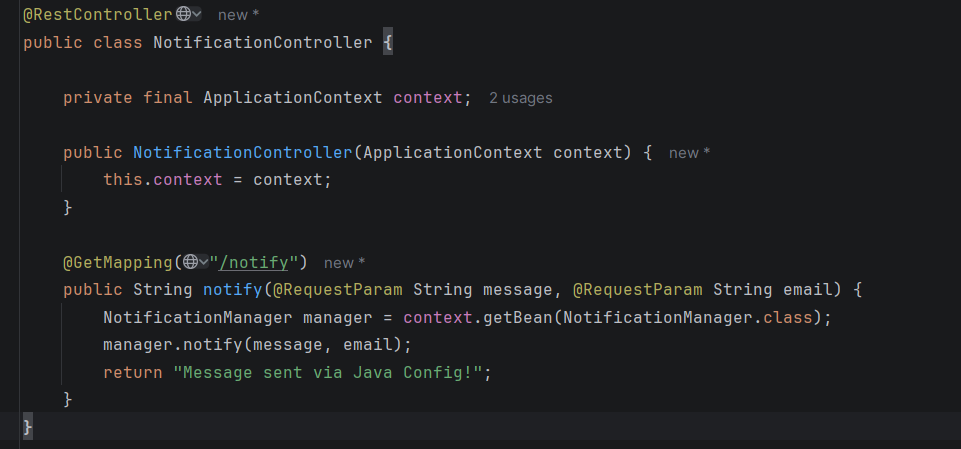 @RestController new *
public class NotificationController {
private final ApplicationContext context; 2 usages
public NotificationController(ApplicationContext context) { new *
this.context = context;
}
@GetMapping("/notify") new *
public String notify(@RequestParam String message, @RequestParam String email) {
NotificationManager manager = context.getBean(NotificationManager.class);
manager.notify(message, email);
return "Message sent via Java Config!";
}
}